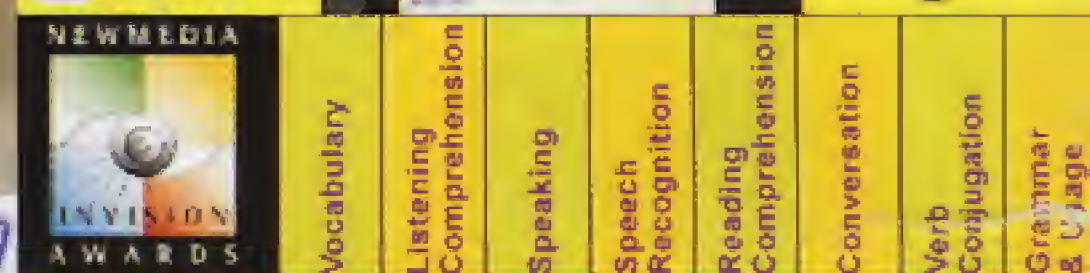 NEWMEDIA
INVISION
AWARDS
Vocabulary
Listening
Comprehension
Speaking
Speech
Recognition
Reading
Comprehension
Conversation
Verb
Conjugation
Grammar
& Usage